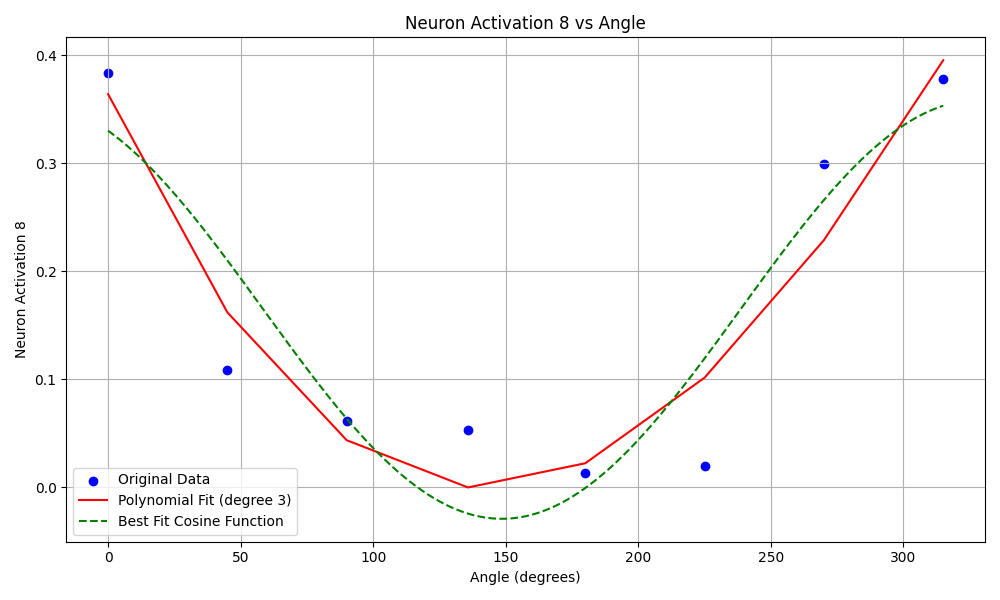 Neuron Activation 8 vs Angle
Neuron Activation 8
0.4
0.3
0.2
0.1
0.0
Original Data
Polynomial Fit (degree 3)
Best Fit Cosine Function
0 50 100 150 200 250 300
Angle (degrees)